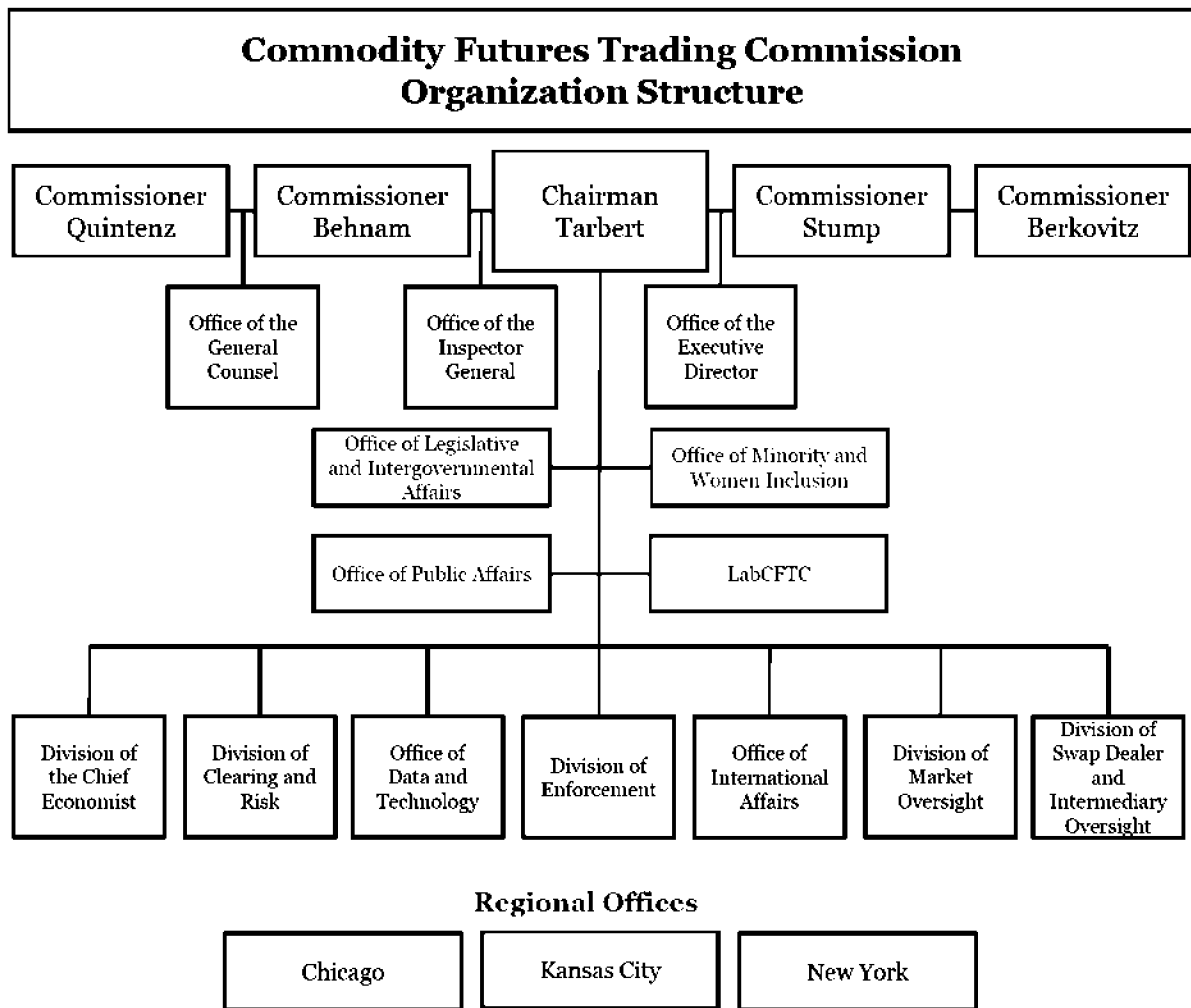 Commodity Futures Trading Commission
Organization Structure
Commissioner
Quintenz
Commissioner
Behnam
Chairman
Tarbert
Commissioner
Stump
Commissioner
Berkovitz
Office of the
General
Counsel
Office of the
Inspector
General
Office of the
Executive
Director
Office of Legislative
and Intergovernmental
Affairs
Office of Minority and
Women Inclusion
Office of Public Affairs
LabCFTC
Division of
the Chief
Economist
Division of
Clearing and
Risk
Office of
Data and
Technology
Division of
Enforcement
Office of
International
Affairs
Division of
Market
Oversight
Division of
Swap Dealer
and
Intermediary
Oversight
Regional Offices
Chicago
Kansas City
New York